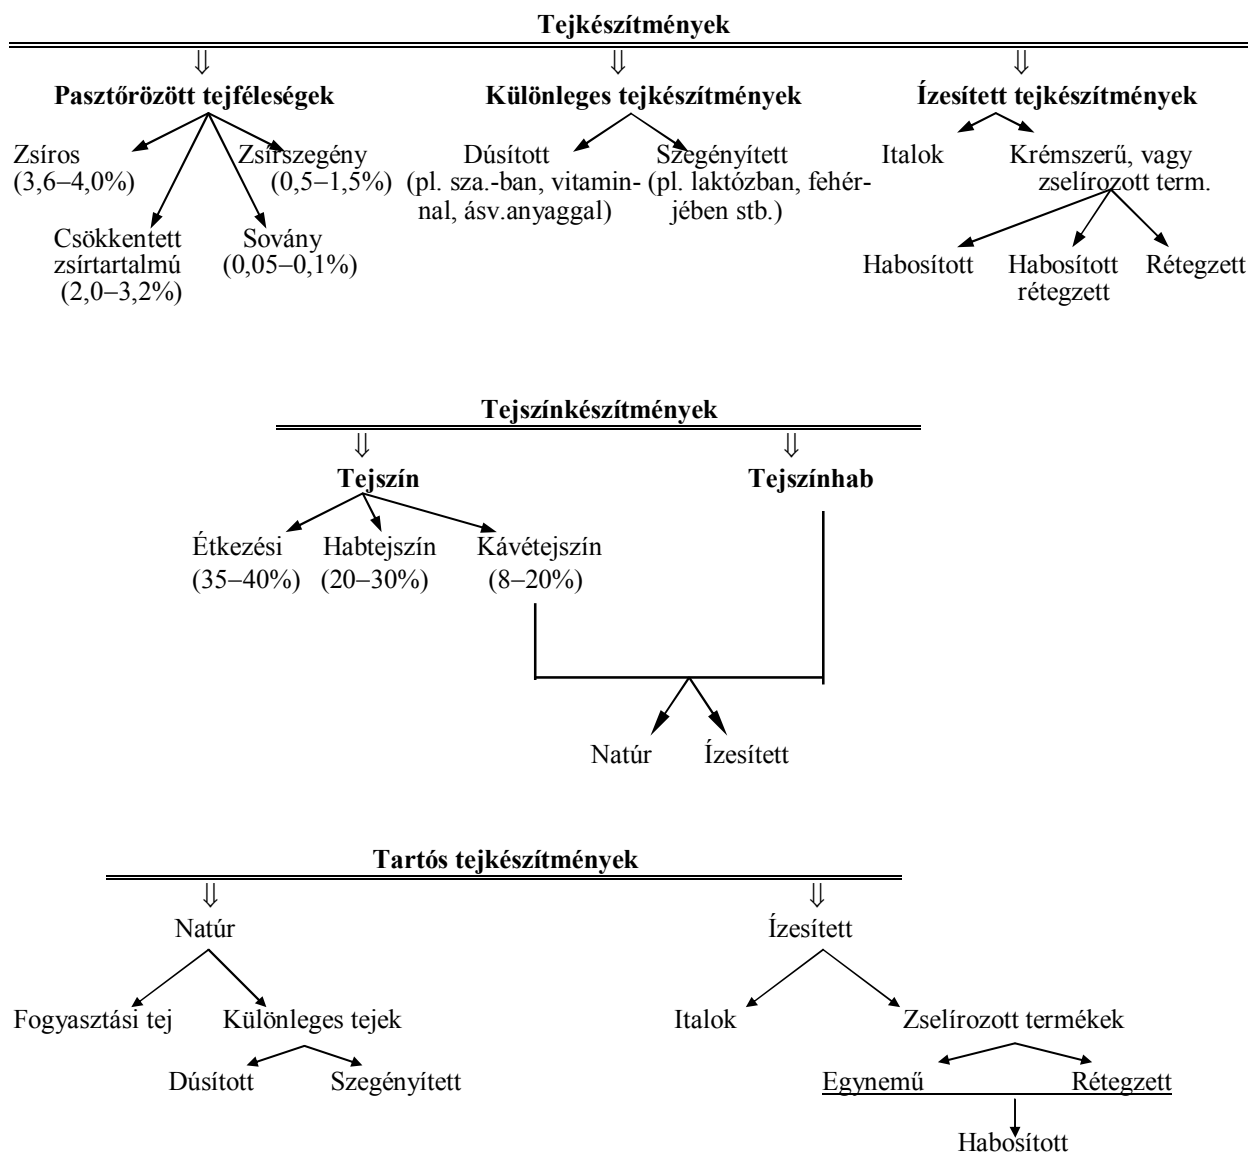 Tejkészítmények
Pasztőrözött tejféleségek
Különleges tejkészítmények
Ízesített tejkészítmények
Zsíros
(3,6–4,0%)
Zsírszegény
(0,5–1,5%)
Csökkentett
zsírtartalmú
(2,0–3,2%)
Sovány
(0,05–0,1%)
Dúsított
(pl. sza.-ban, vitamin-
nal, ásv.anyaggal)
Szegényített
(pl. laktózban, fehér-
jében stb.)
Italok
Krémszerű, vagy
zselírozott term.
Habosított
Habosított
rétegzett
Rétegzett
Tejszínkészítmények
Tejszín
Tejszínhab
Étkezési
(35–40%)
Habtejszín
(20–30%)
Kávétejszín
(8–20%)
Natúr
Ízesített
Tartós tejkészítmények
Natúr
Ízesített
Fogyasztási tej
Különleges tejek
Italok
Zselírozott termékek
Dúsított
Szegényített
Egynemű
Rétegzett
Habosított